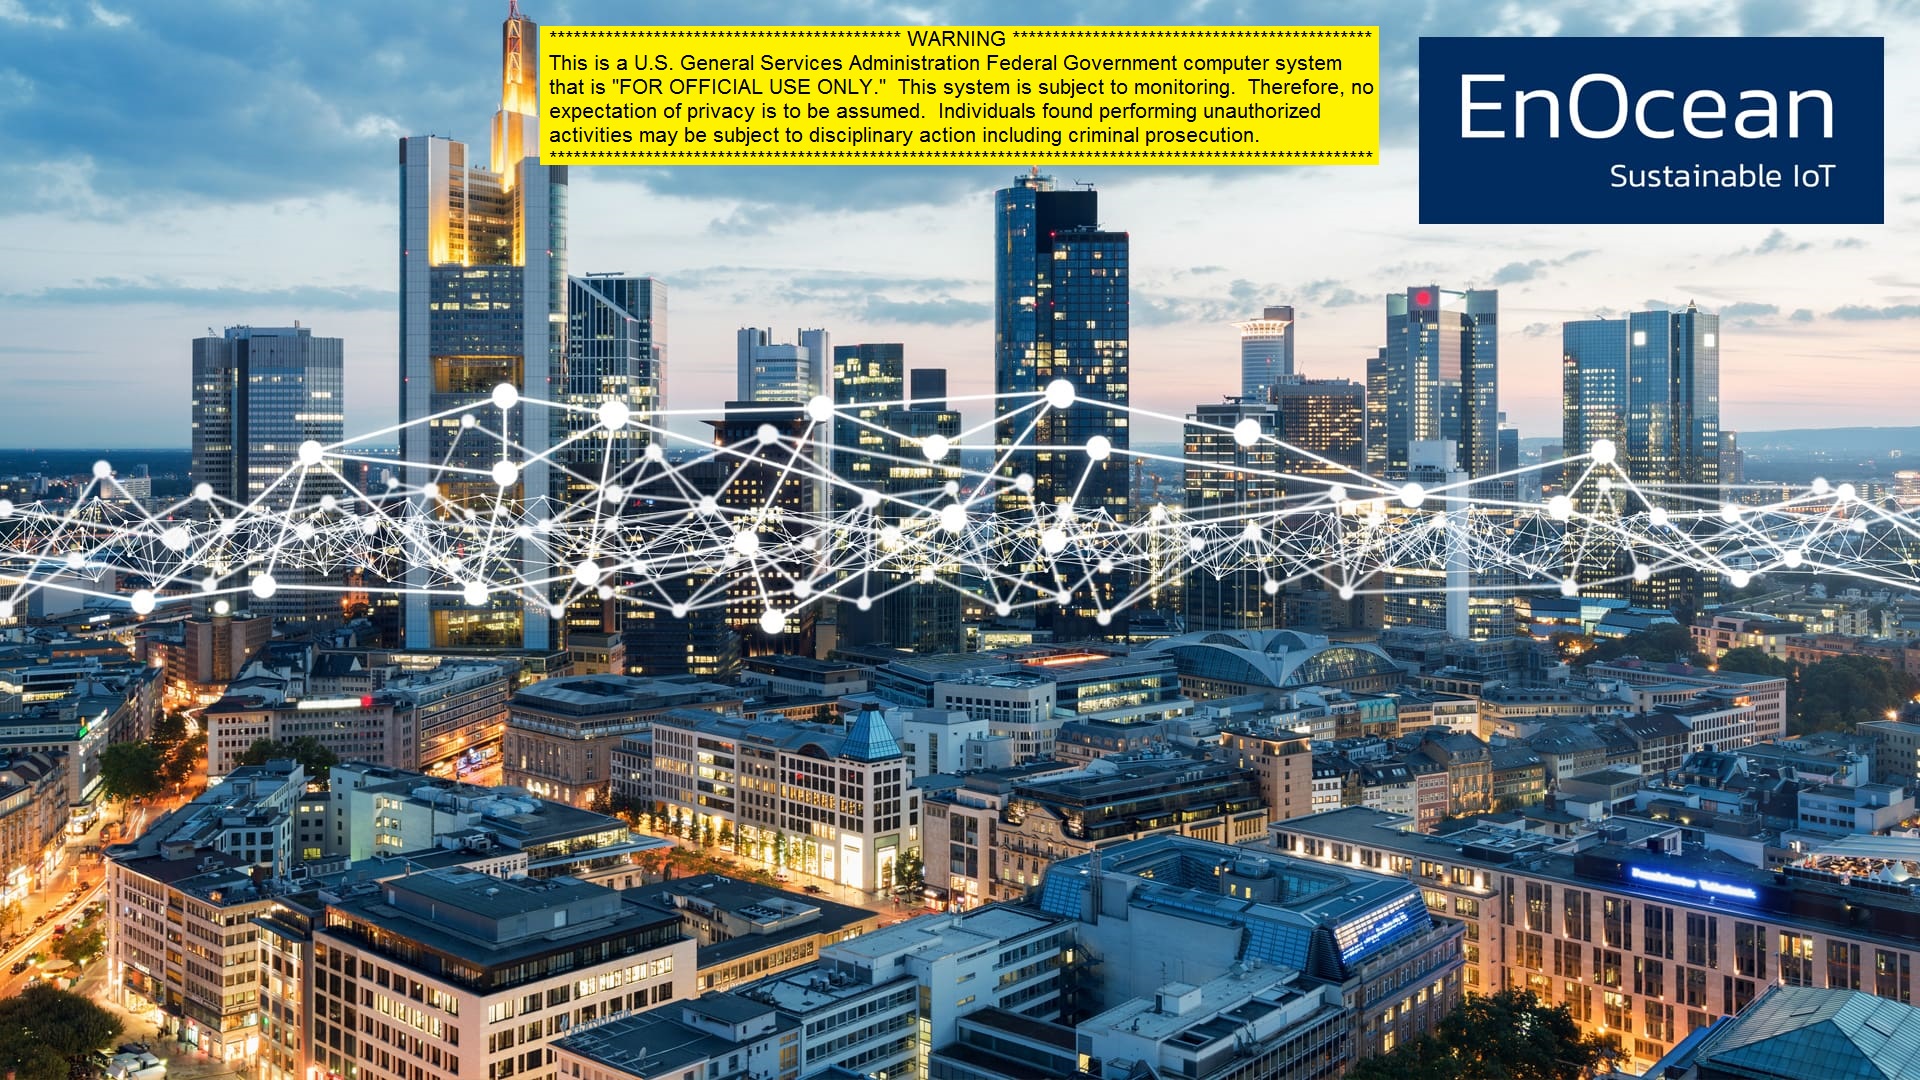 ****************************************** WARNING *******************************************
This is a U.S. General Services Administration Federal Government computer system
that is "FOR OFFICIAL USE ONLY."  This system is subject to monitoring.  Therefore, no
expectation of privacy is to be assumed.  Individuals found performing unauthorized
activities may be subject to disciplinary action including criminal prosecution.
***************************************************************************************************
EnOcean
Sustainable IoT